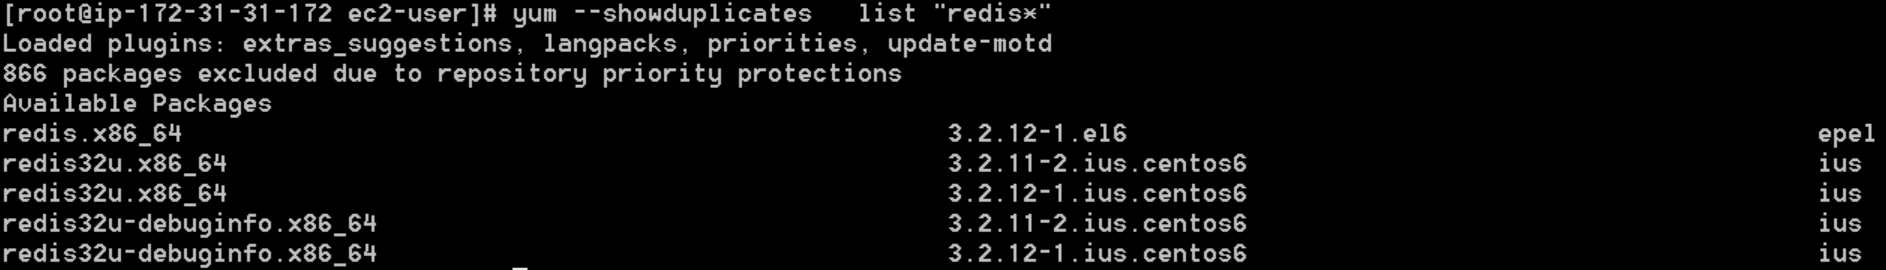 [root@ip-172-31-31-172 ec2-user]# yum --showduplicates   list "redis*"
Loaded plugins: extras_suggestions, langpacks, priorities, update-motd
866 packages excluded due to repository priority protections
Available Packages
redis.x86_64 3.2.12-1.el6 epel
redis32u.x86_64 3.2.11-2.ius.centos6 ius
redis32u.x86_64 3.2.12-1.ius.centos6 ius
redis32u-debuginfo.x86_64 3.2.11-2.ius.centos6 ius
redis32u-debuginfo.x86_64 3.2.12-1.ius.centos6 ius